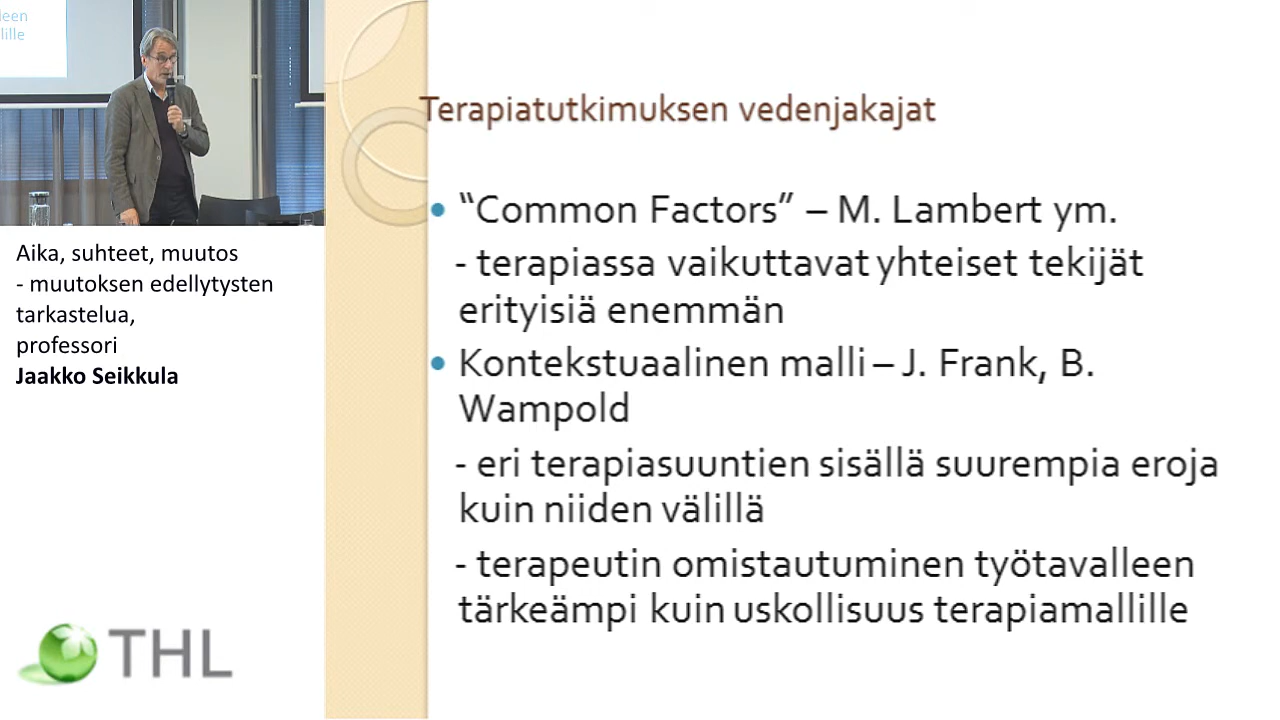 leen
lille
Aika, suhteet, muutos
- muutoksen edellytysten
tarkastelua,
professori
Jaakko Seikkula
THL
Terapiatutkimuksen vedenjakajat
• “Common Factors” – M. Lambert ym.
- terapiassa vaikuttavat yhteiset tekijät
erityisiä enemmän
• Kontekstuaalinen malli – J. Frank, B.
Wampold
- eri terapiasuuntien sisällä suurempia eroja
kuin niiden välillä
- terapeutin omistautuminen työtavalleen
tärkeämpi kuin uskollisuus terapiamallille